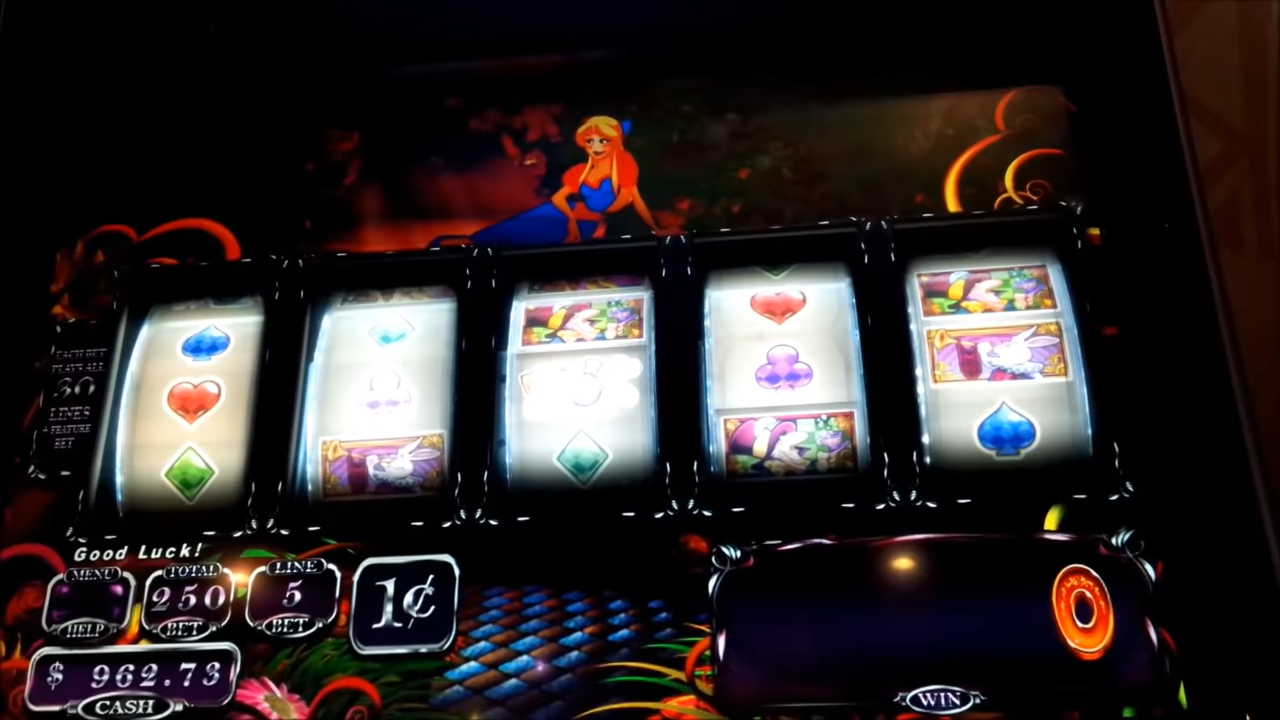 EACH BET
PLAYS ALL
30
LINES
+ FEATURE
BET
Good Luck!
MENU
HELP
TOTAL
250
BET
LINE
5
BET
1¢
$ 962.73
CASH
0
WIN